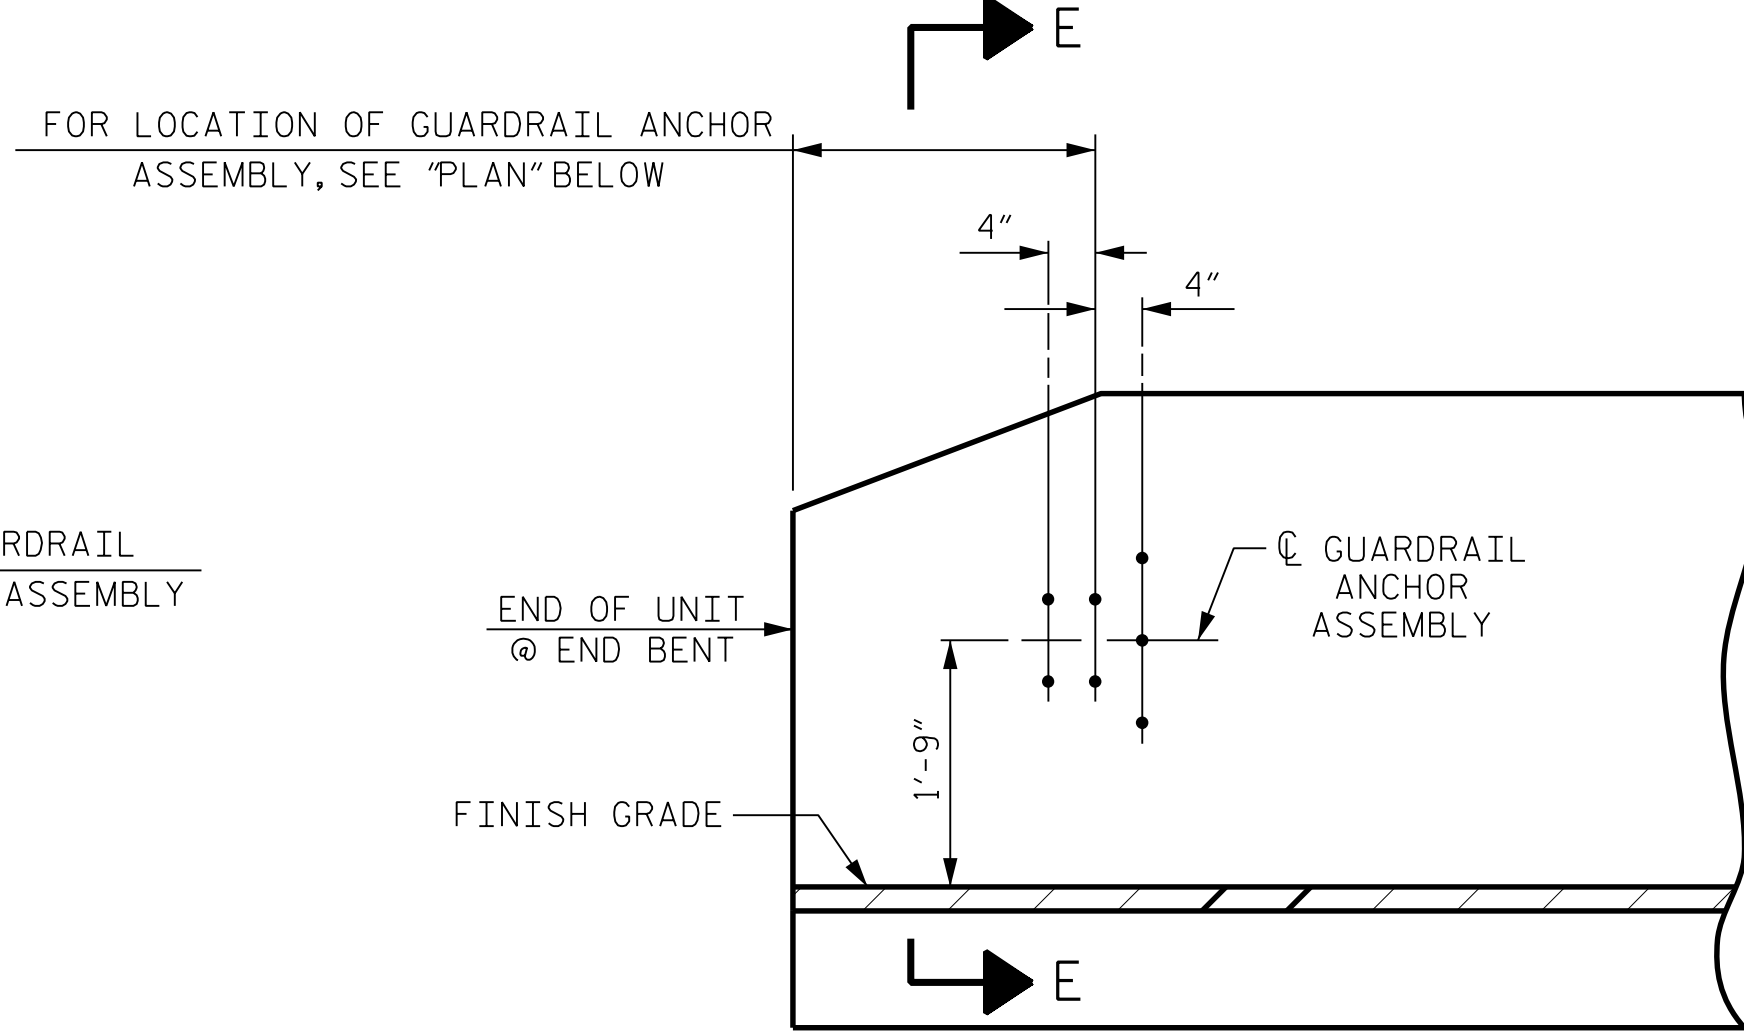 E
FOR LOCATION OF GUARDRAIL ANCHOR
ASSEMBLY, SEE "PLAN" BELOW
4"
4"
RDRAIL
ASSEMBLY
END OF UNIT
@ END BENT
℄ GUARDRAIL
ANCHOR
ASSEMBLY
1'-9"
FINISH GRADE
E